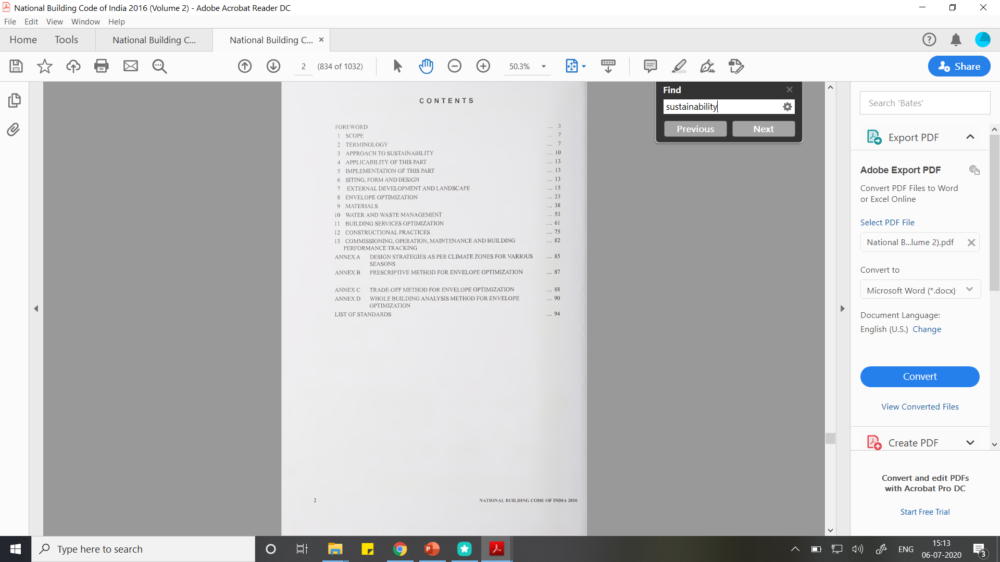 National Building Code of India 2016 (Volume 2) - Adobe Acrobat Reader DC
File Edit View Window Help
Home Tools National Building C... National Building C... ×
2 (834 of 1032) 50.3% Share
CONTENTS
FOREWORD ... 3
1 SCOPE ... 7
2 TERMINOLOGY ... 7
3 APPROACH TO SUSTAINABILITY ... 10
4 APPLICABILITY OF THIS PART ... 13
5 IMPLEMENTATION OF THIS PART ... 13
6 SITING, FORM AND DESIGN ... 13
7 EXTERNAL DEVELOPMENT AND LANDSCAPE ... 15
8 ENVELOPE OPTIMIZATION ... 23
9 MATERIALS ... 38
10 WATER AND WASTE MANAGEMENT ... 53
11 BUILDING SERVICES OPTIMIZATION ... 61
12 CONSTRUCTIONAL PRACTICES ... 75
13 COMMISSIONING, OPERATION, MAINTENANCE AND BUILDING ... 82
PERFORMANCE TRACKING
ANNEX A DESIGN STRATEGIES AS PER CLIMATE ZONES FOR VARIOUS ... 85
SEASONS
ANNEX B PRESCRIPTIVE METHOD FOR ENVELOPE OPTIMIZATION ... 87
ANNEX C TRADE-OFF METHOD FOR ENVELOPE OPTIMIZATION ... 88
ANNEX D WHOLE BUILDING ANALYSIS METHOD FOR ENVELOPE ... 90
OPTIMIZATION
LIST OF STANDARDS ... 94
2 NATIONAL BUILDING CODE OF INDIA 2016
Find
sustainability
Previous Next
Search 'Bates'
Export PDF
Adobe Export PDF
Convert PDF Files to Word
or Excel Online
Select PDF File
National B...lume 2).pdf
Convert to
Microsoft Word (*.docx)
Document Language:
English (U.S.) Change
Convert
View Converted Files
Create PDF
Convert and edit PDFs
with Acrobat Pro DC
Start Free Trial
Type here to search
ENG
15:13
06-07-2020
3